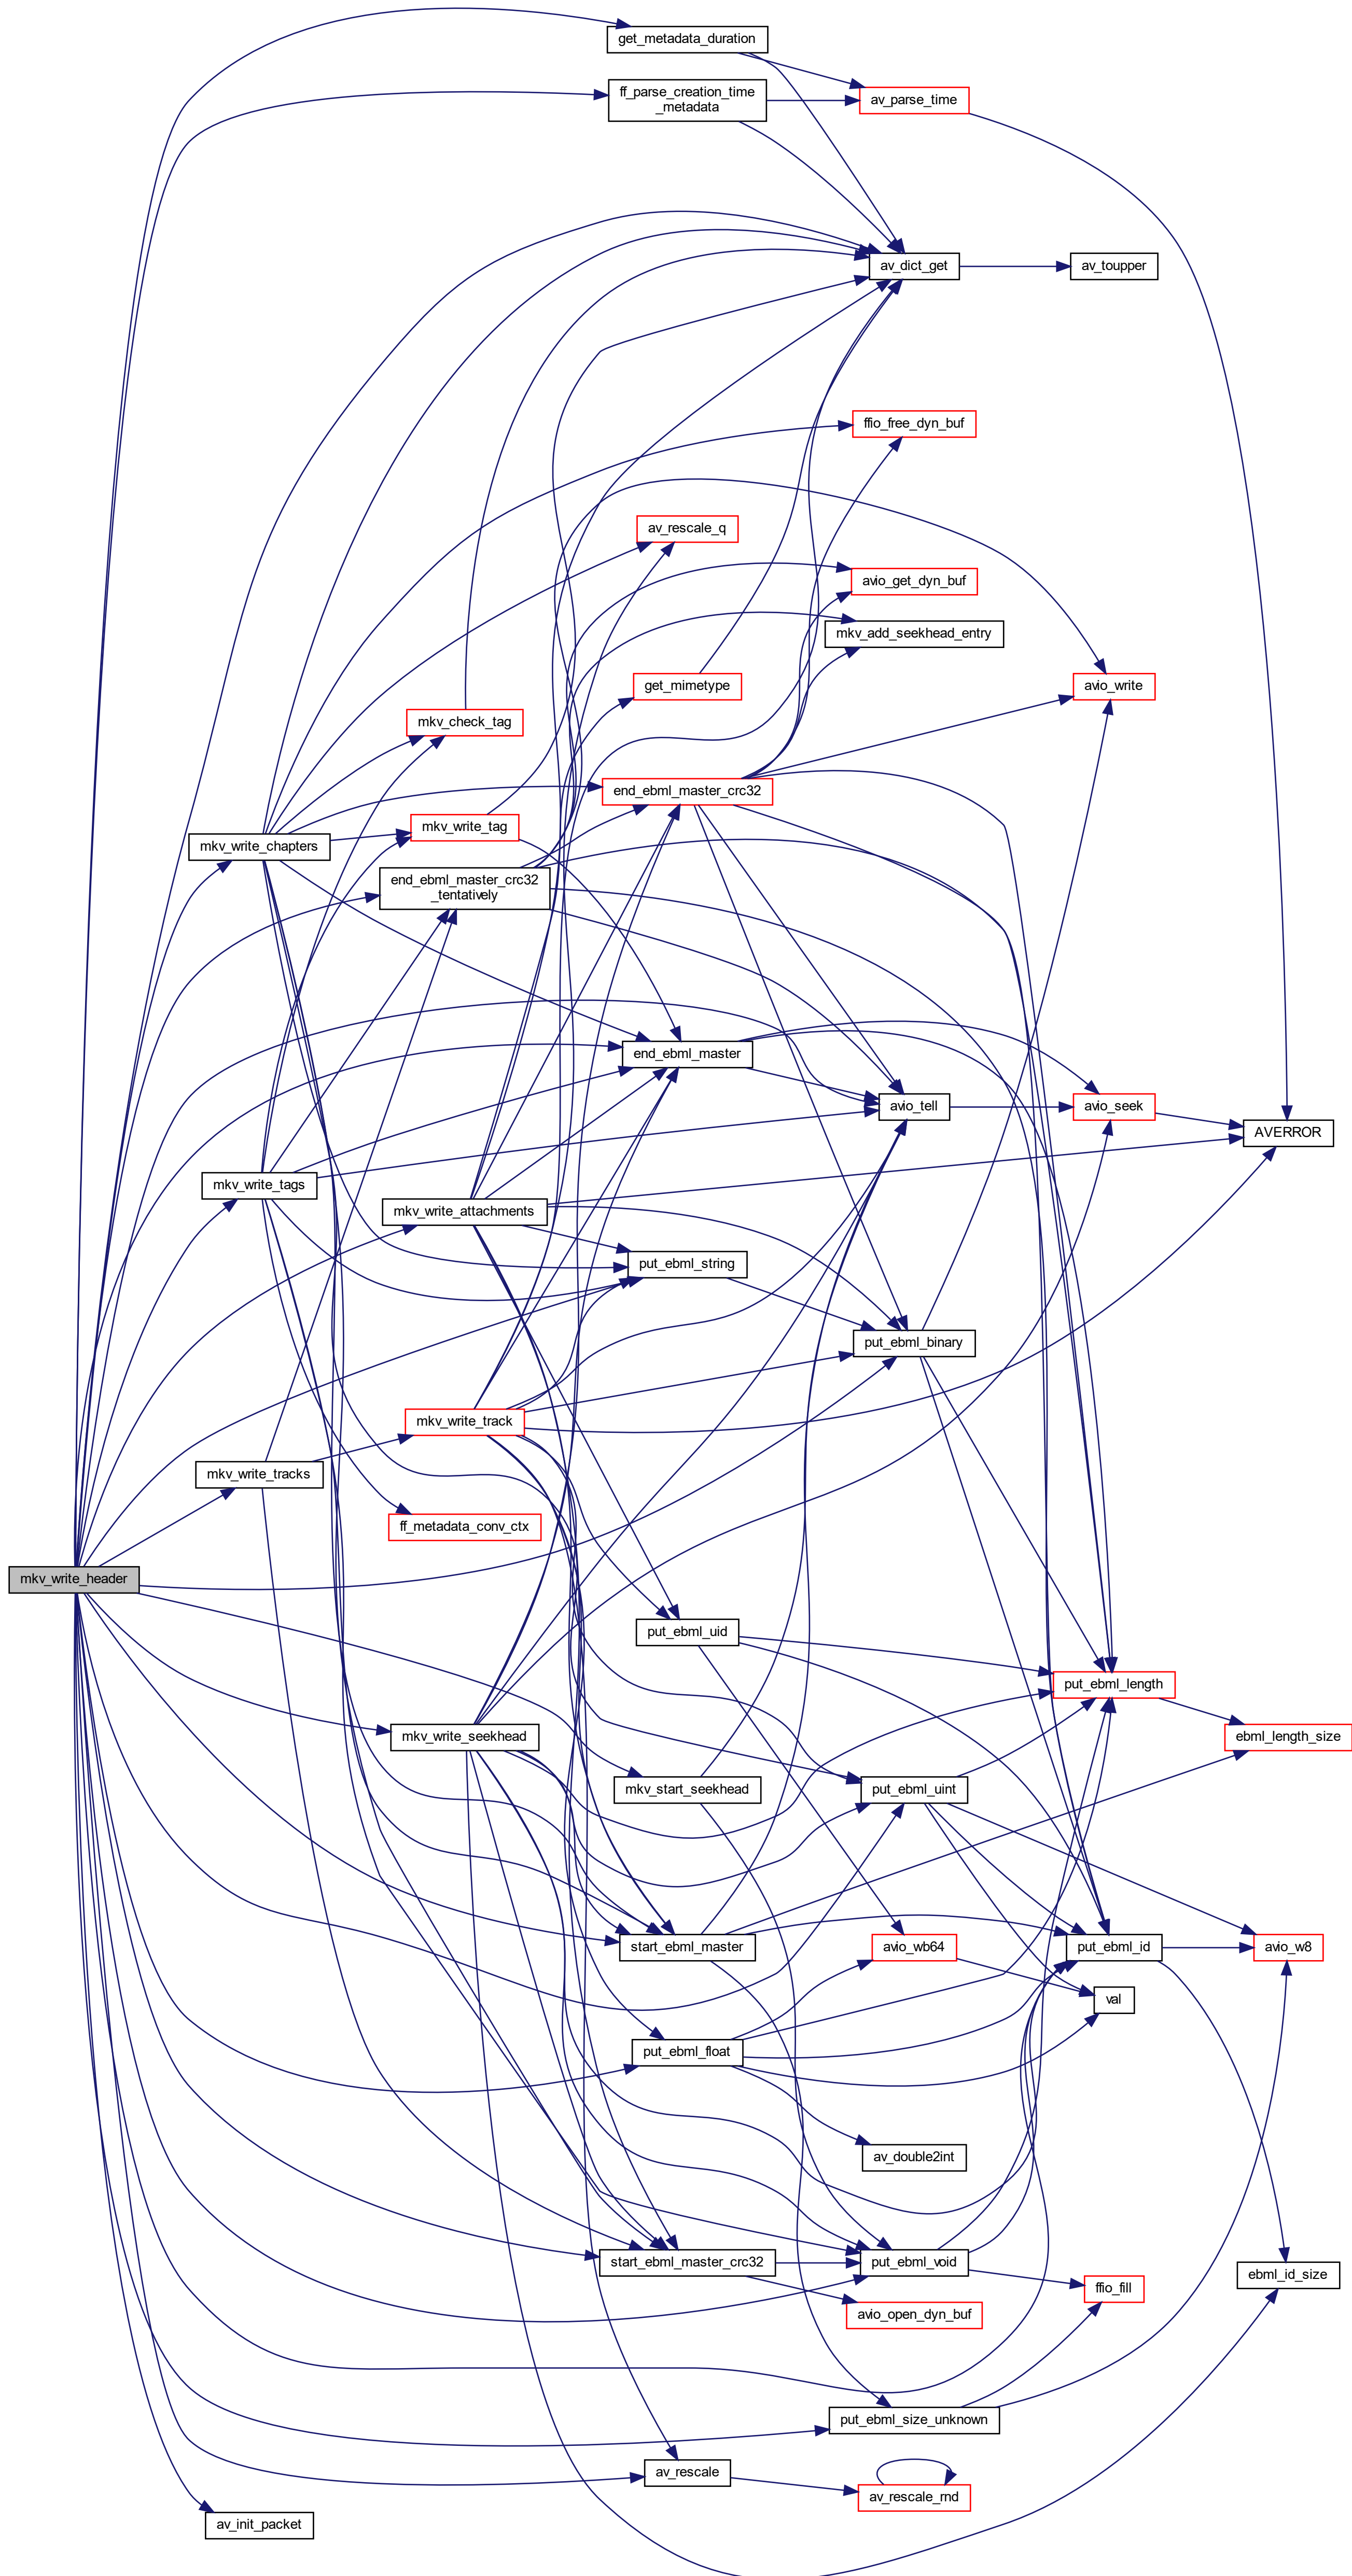 get_metadata_duration
ff_parse_creation_time
_metadata
av_parse_time
av_dict_get
av_toupper
ffio_free_dyn_buf
av_rescale_q
avio_get_dyn_buf
mkv_add_seekhead_entry
get_mimetype
avio_write
mkv_check_tag
end_ebml_master_crc32
mkv_write_tag
mkv_write_chapters
end_ebml_master_crc32
_tentatively
end_ebml_master
avio_tell
avio_seek
AVERROR
mkv_write_tags
mkv_write_attachments
put_ebml_string
put_ebml_binary
mkv_write_track
mkv_write_tracks
ff_metadata_conv_ctx
mkv_write_header
put_ebml_uid
put_ebml_length
mkv_write_seekhead
ebml_length_size
mkv_start_seekhead
put_ebml_uint
start_ebml_master
avio_wb64
put_ebml_id
avio_w8
val
put_ebml_float
av_double2int
start_ebml_master_crc32
put_ebml_void
ebml_id_size
ffio_fill
avio_open_dyn_buf
put_ebml_size_unknown
av_rescale
av_rescale_rnd
av_init_packet